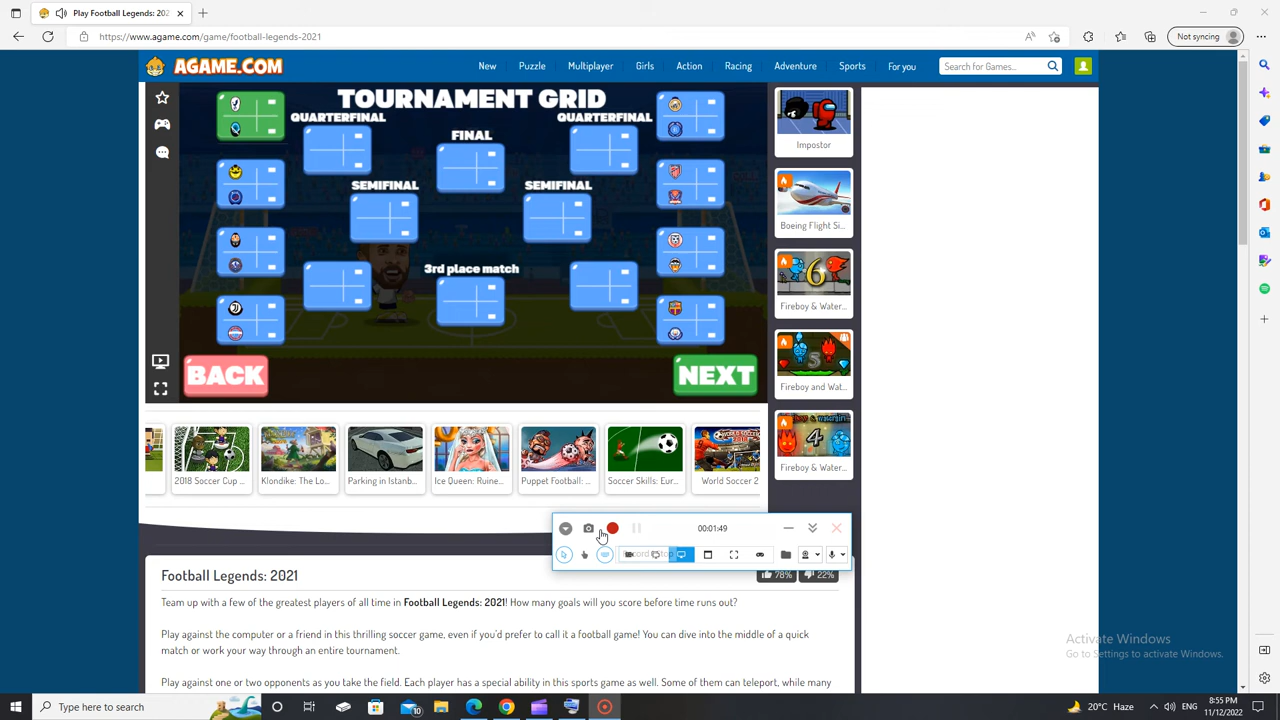 Play Football Legends: 202
https://www.agame.com/game/football-legends-2021
Not syncing
AGAME.COM
New Puzzle Multiplayer Girls Action Racing Adventure Sports For you
Search for Games...
TOURNAMENT GRID
QUARTERFINAL
FINAL
QUARTERFINAL
SEMIFINAL
SEMIFINAL
3rd place match
BACK
NEXT
Impostor
Boeing Flight Si...
6
Fireboy & Water...
5
Fireboy and Wat...
4
Fireboy & Water...
2018 Soccer Cup ...
Klondike: The Lo...
Parking in Istanb...
Ice Queen: Ruine...
Puppet Football: ...
Soccer Skills: Eur...
World Soccer 2
00:01:49
Football Legends: 2021
78% 22%
Team up with a few of the greatest players of all time in Football Legends: 2021! How many goals will you score before time runs out?
Play against the computer or a friend in this thrilling soccer game, even if you'd prefer to call it a football game! You can dive into the middle of a quick
match or work your way through an entire tournament.
Play against one or two opponents as you take the field. Each player has a special ability in this sports game as well. Some of them can teleport, while many
Activate Windows
Go to Settings to activate Windows.
Type here to search
10
20°C Haze
ENG
8:55 PM
11/12/2022